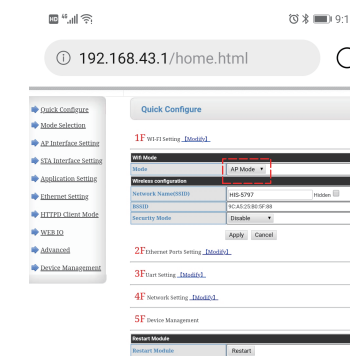 HD 4G 9:1
192.168.43.1/home.html
Quick Configure
Mode Selection
AP Interface Setting
STA Interface Setting
Application Setting
Ethernet Setting
HTTPD Client Mode
WEB IO
Advanced
Device Management
Quick Configure
1F WI-FI Setting 【Modify】
Wifi Mode
Mode AP Mode
Wireless configuration
Network Name(SSID) HIS-5797 Hidden
BSSID 9C:A5:25:B0:5F:88
Security Mode Disable
Apply Cancel
2F Ethernet Ports Setting 【Modify】
3F Uart Setting 【Modify】
4F Network Setting 【Modify】
5F Device Management
Restart Module
Restart Module Restart